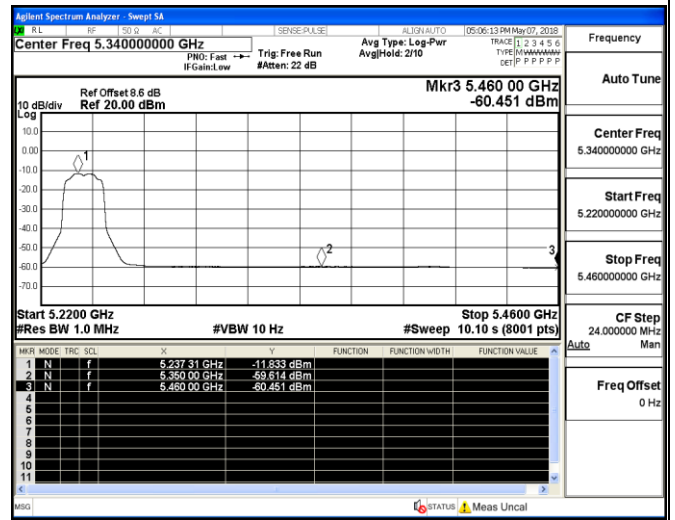 Agilent Spectrum Analyzer - Swept SA
RL RF 50 Ω AC SENSE:PULSE ALIGN AUTO 05:06:13 PM May 07, 2018
Center Freq 5.340000000 GHz
PNO: Fast
IFGain:Low
Trig: Free Run
#Atten: 22 dB
Avg Type: Log-Pwr
Avg|Hold: 2/10
TRACE 1 2 3 4 5 6
TYPE MWWWWW
DET P P P P P P
Frequency
Auto Tune
Ref Offset 8.6 dB
10 dB/div Ref 20.00 dBm
Log
Mkr3 5.460 00 GHz
-60.451 dBm
10.0
0.00
-10.0
-20.0
-30.0
-40.0
-50.0
-60.0
-70.0
1
2
3
Center Freq
5.340000000 GHz
Start Freq
5.220000000 GHz
Stop Freq
5.460000000 GHz
Start 5.2200 GHz Stop 5.4600 GHz
#Res BW 1.0 MHz #VBW 10 Hz #Sweep 10.10 s (8001 pts)
CF Step
24.000000 MHz
Auto Man
Freq Offset
0 Hz
MKR MODE TRC SCL X Y FUNCTION FUNCTION WIDTH FUNCTION VALUE
1 N f 5.237 31 GHz -11.833 dBm
2 N f 5.350 00 GHz -59.614 dBm
3 N f 5.460 00 GHz -60.451 dBm
4
5
6
7
8
9
10
11
MSG STATUS Meas Uncal